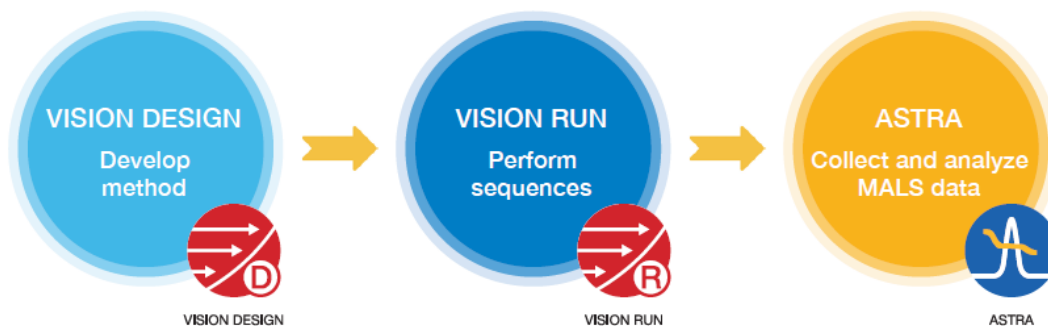 VISION DESIGN
Develop
method
D
VISION DESIGN
VISION RUN
Perform
sequences
R
VISION RUN
ASTRA
Collect and analyze
MALS data
ASTRA